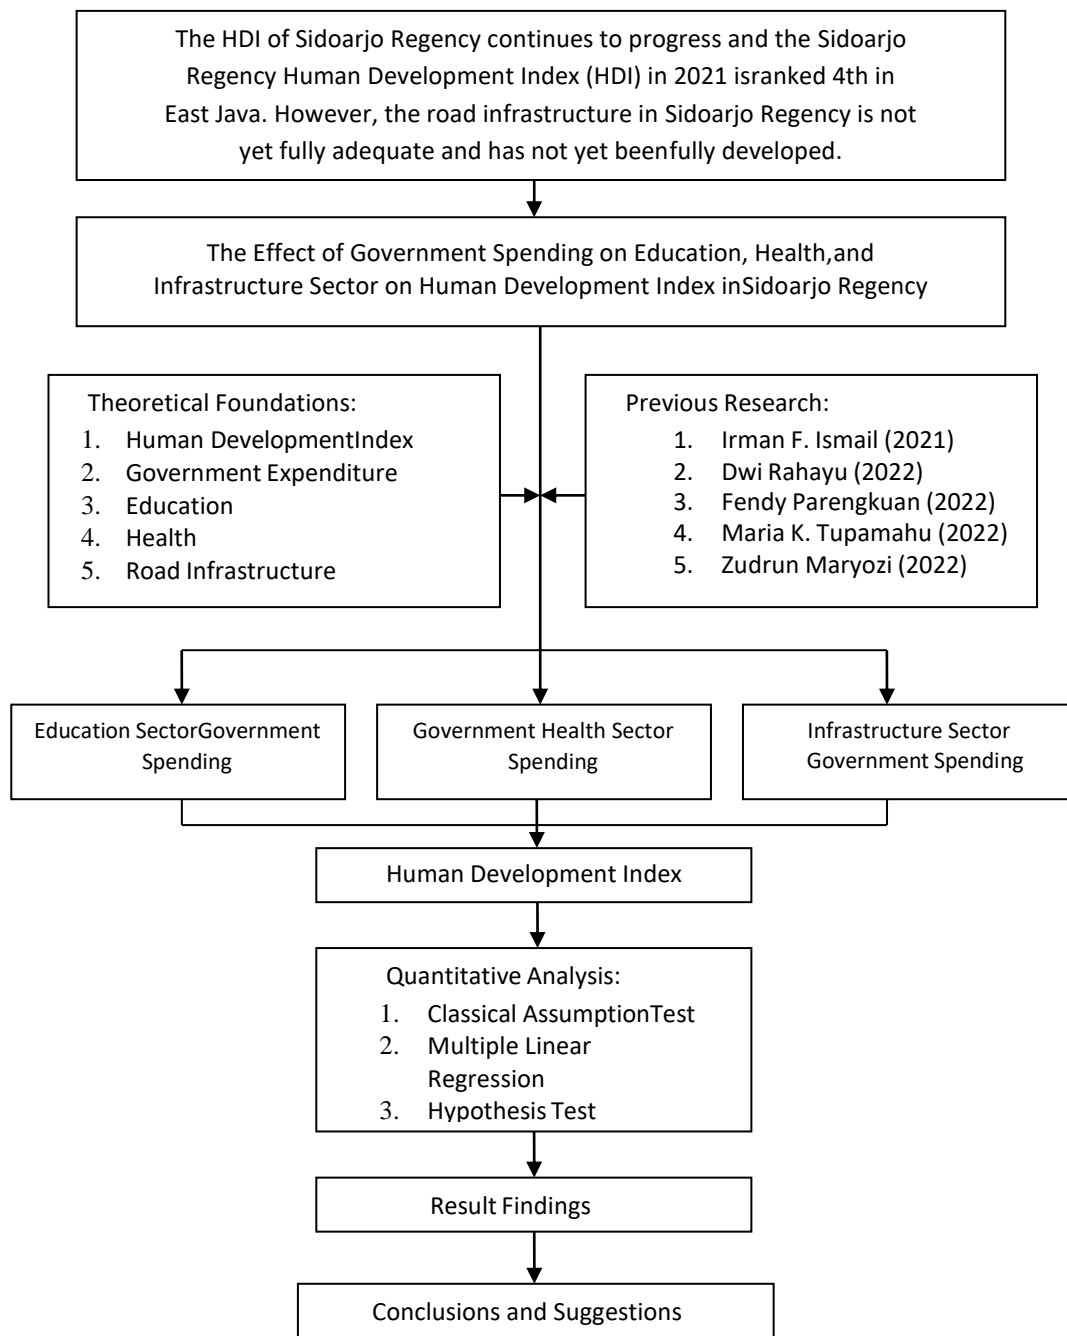 The HDI of Sidoarjo Regency continues to progress and the Sidoarjo
Regency Human Development Index (HDI) in 2021 isranked 4th in
East Java. However, the road infrastructure in Sidoarjo Regency is not
yet fully adequate and has not yet beenfully developed.
The Effect of Government Spending on Education, Health,and
Infrastructure Sector on Human Development Index inSidoarjo Regency
Theoretical Foundations:
1. Human DevelopmentIndex
2. Government Expenditure
3. Education
4. Health
5. Road Infrastructure
Previous Research:
1. Irman F. Ismail (2021)
2. Dwi Rahayu (2022)
3. Fendy Parengkuan (2022)
4. Maria K. Tupamahu (2022)
5. Zudrun Maryozi (2022)
Education SectorGovernment
Spending
Government Health Sector
Spending
Infrastructure Sector
Government Spending
Human Development Index
Quantitative Analysis:
1. Classical AssumptionTest
2. Multiple Linear
Regression
3. Hypothesis Test
Result Findings
Conclusions and Suggestions